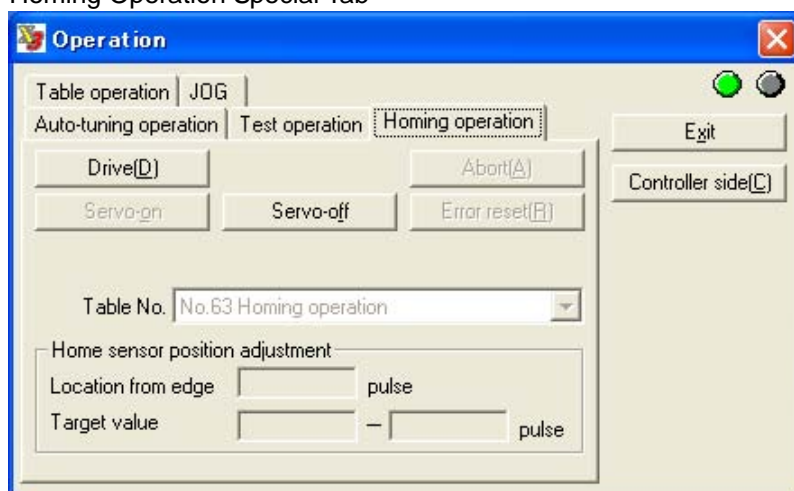 Homing Operation Special Tab
Operation
Table operation JOG
Auto-tuning operation Test operation Homing operation
Exit
Drive(D) Abort(A)
Controller side(C)
Servo-on Servo-off Error reset(R)
Table No. No.63 Homing operation
Home sensor position adjustment
Location from edge pulse
Target value – pulse